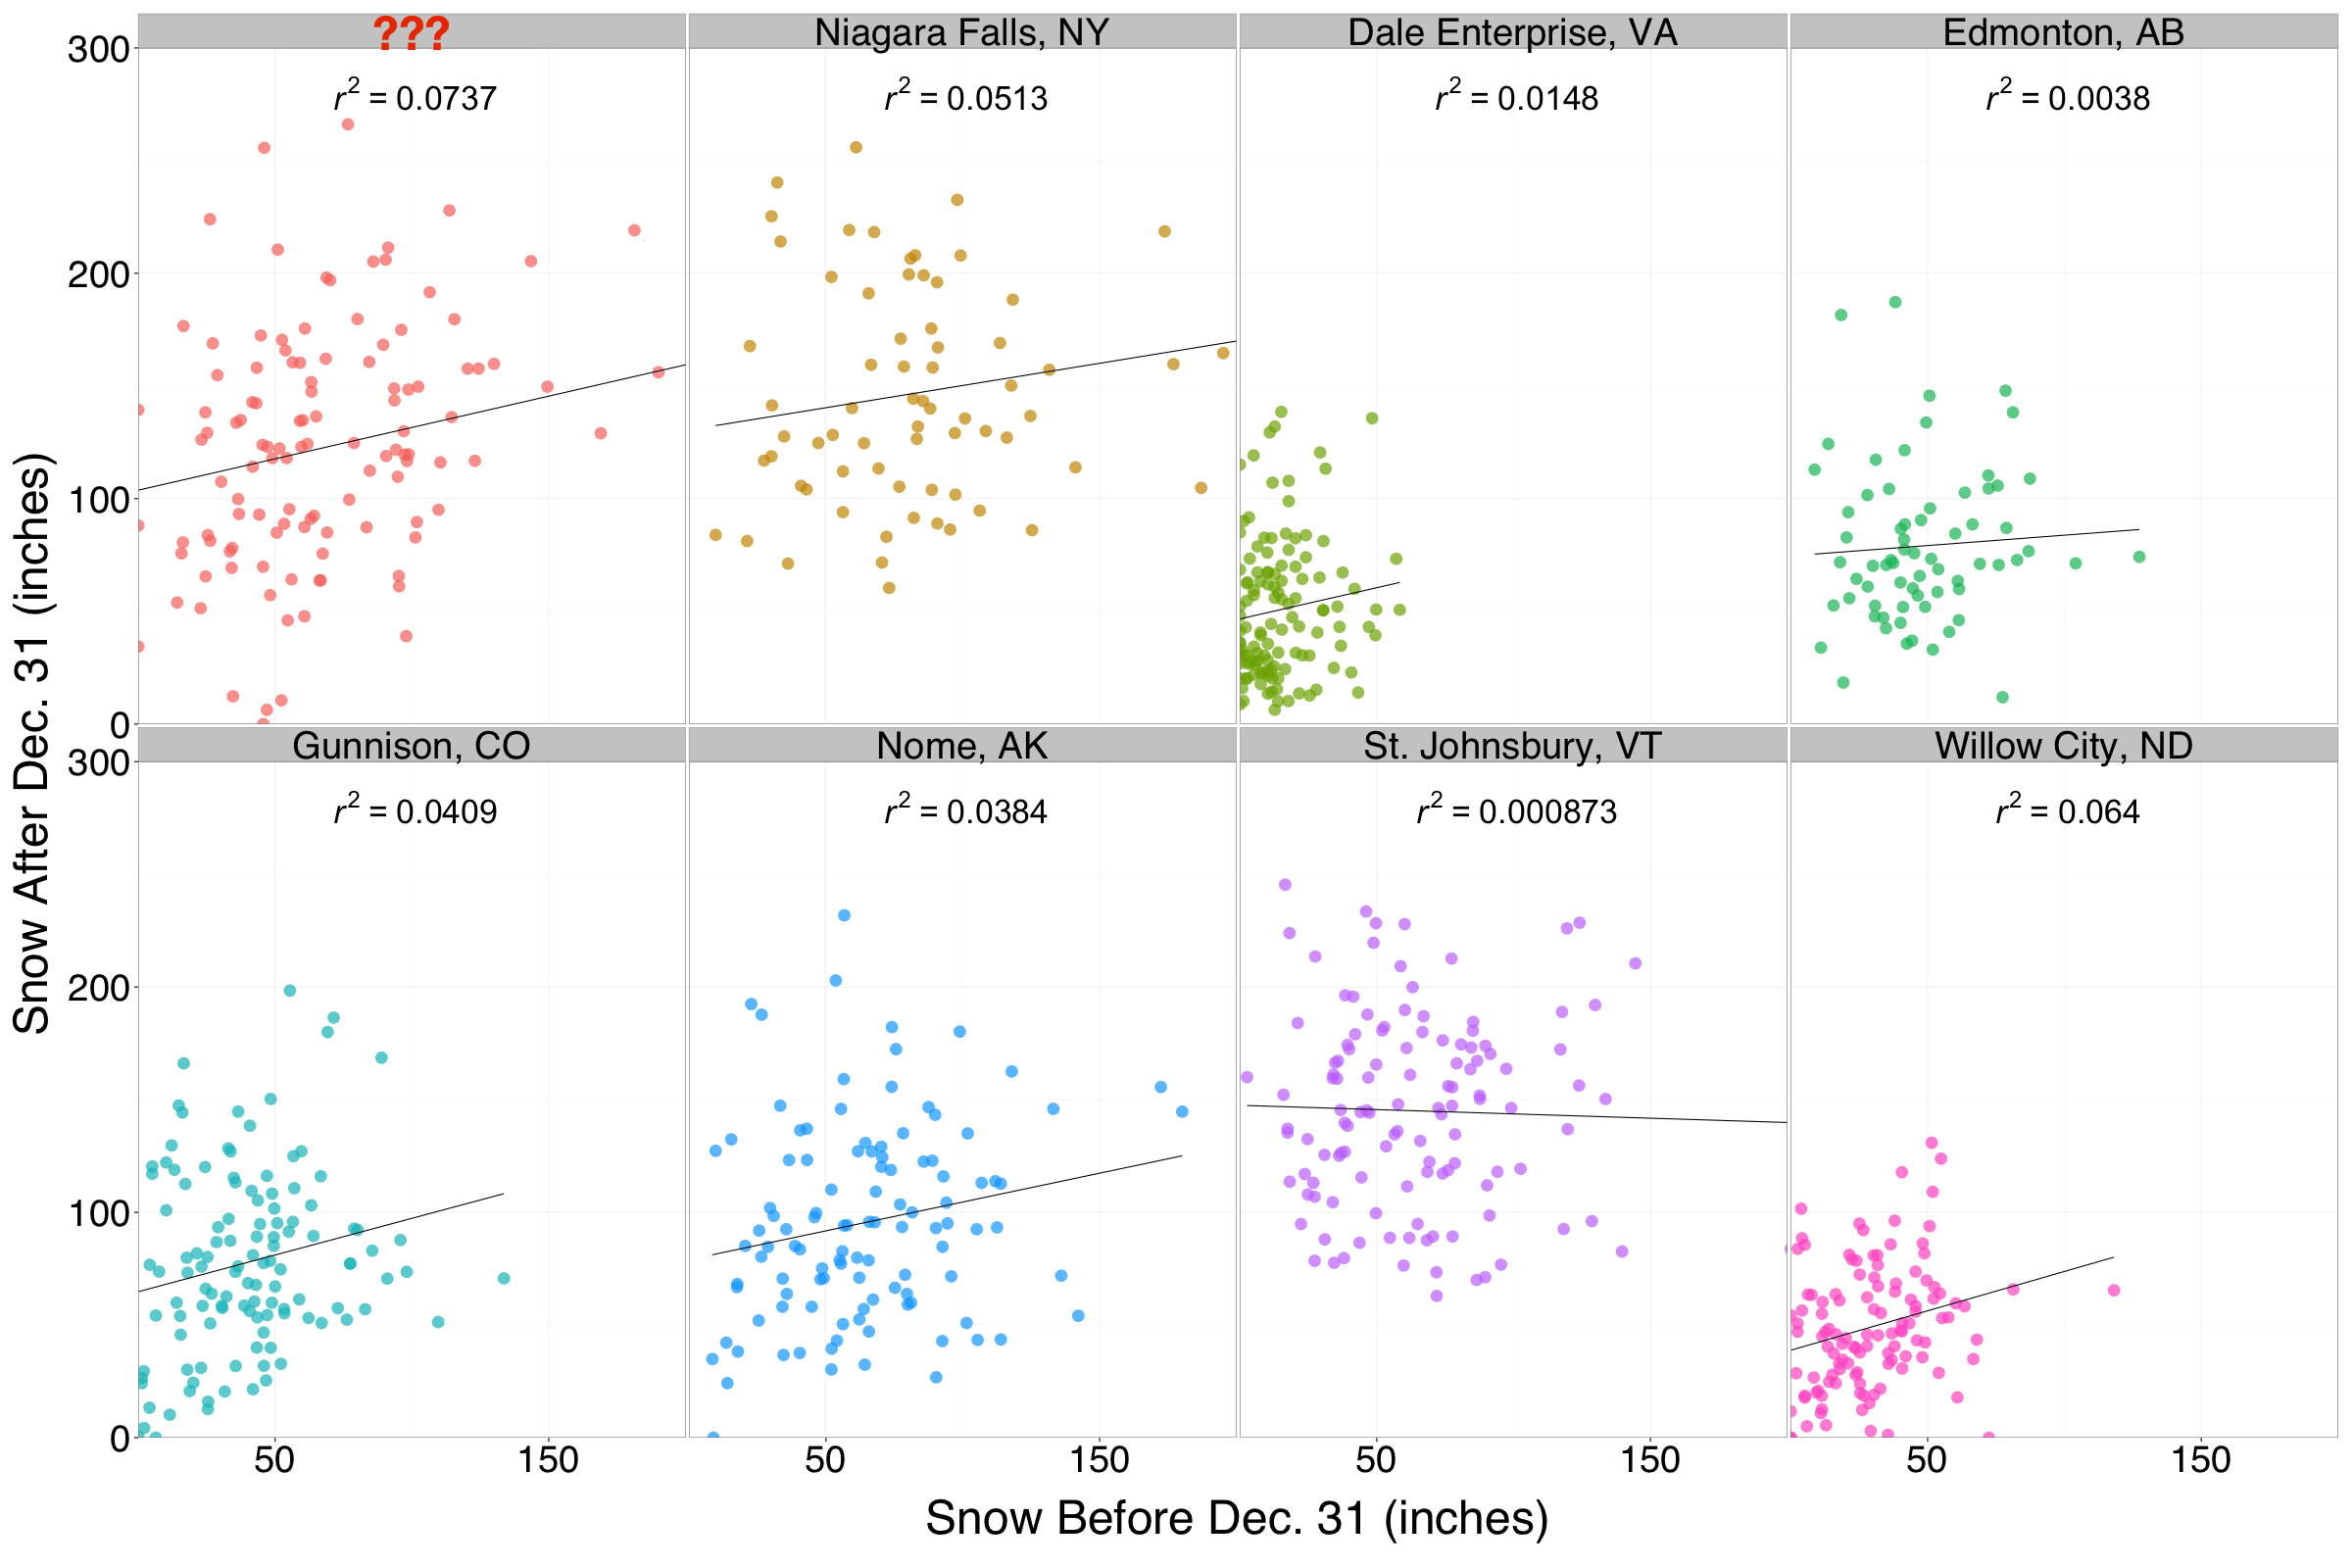 ??? Niagara Falls, NY Dale Enterprise, VA Edmonton, AB
300
r² = 0.0737 r² = 0.0513 r² = 0.0148 r² = 0.0038
200
100
0
Gunnison, CO Nome, AK St. Johnsbury, VT Willow City, ND
300
r² = 0.0409 r² = 0.0384 r² = 0.000873 r² = 0.064
200
100
0
50 150 50 150 50 150 50 150
Snow After Dec. 31 (inches)
Snow Before Dec. 31 (inches)